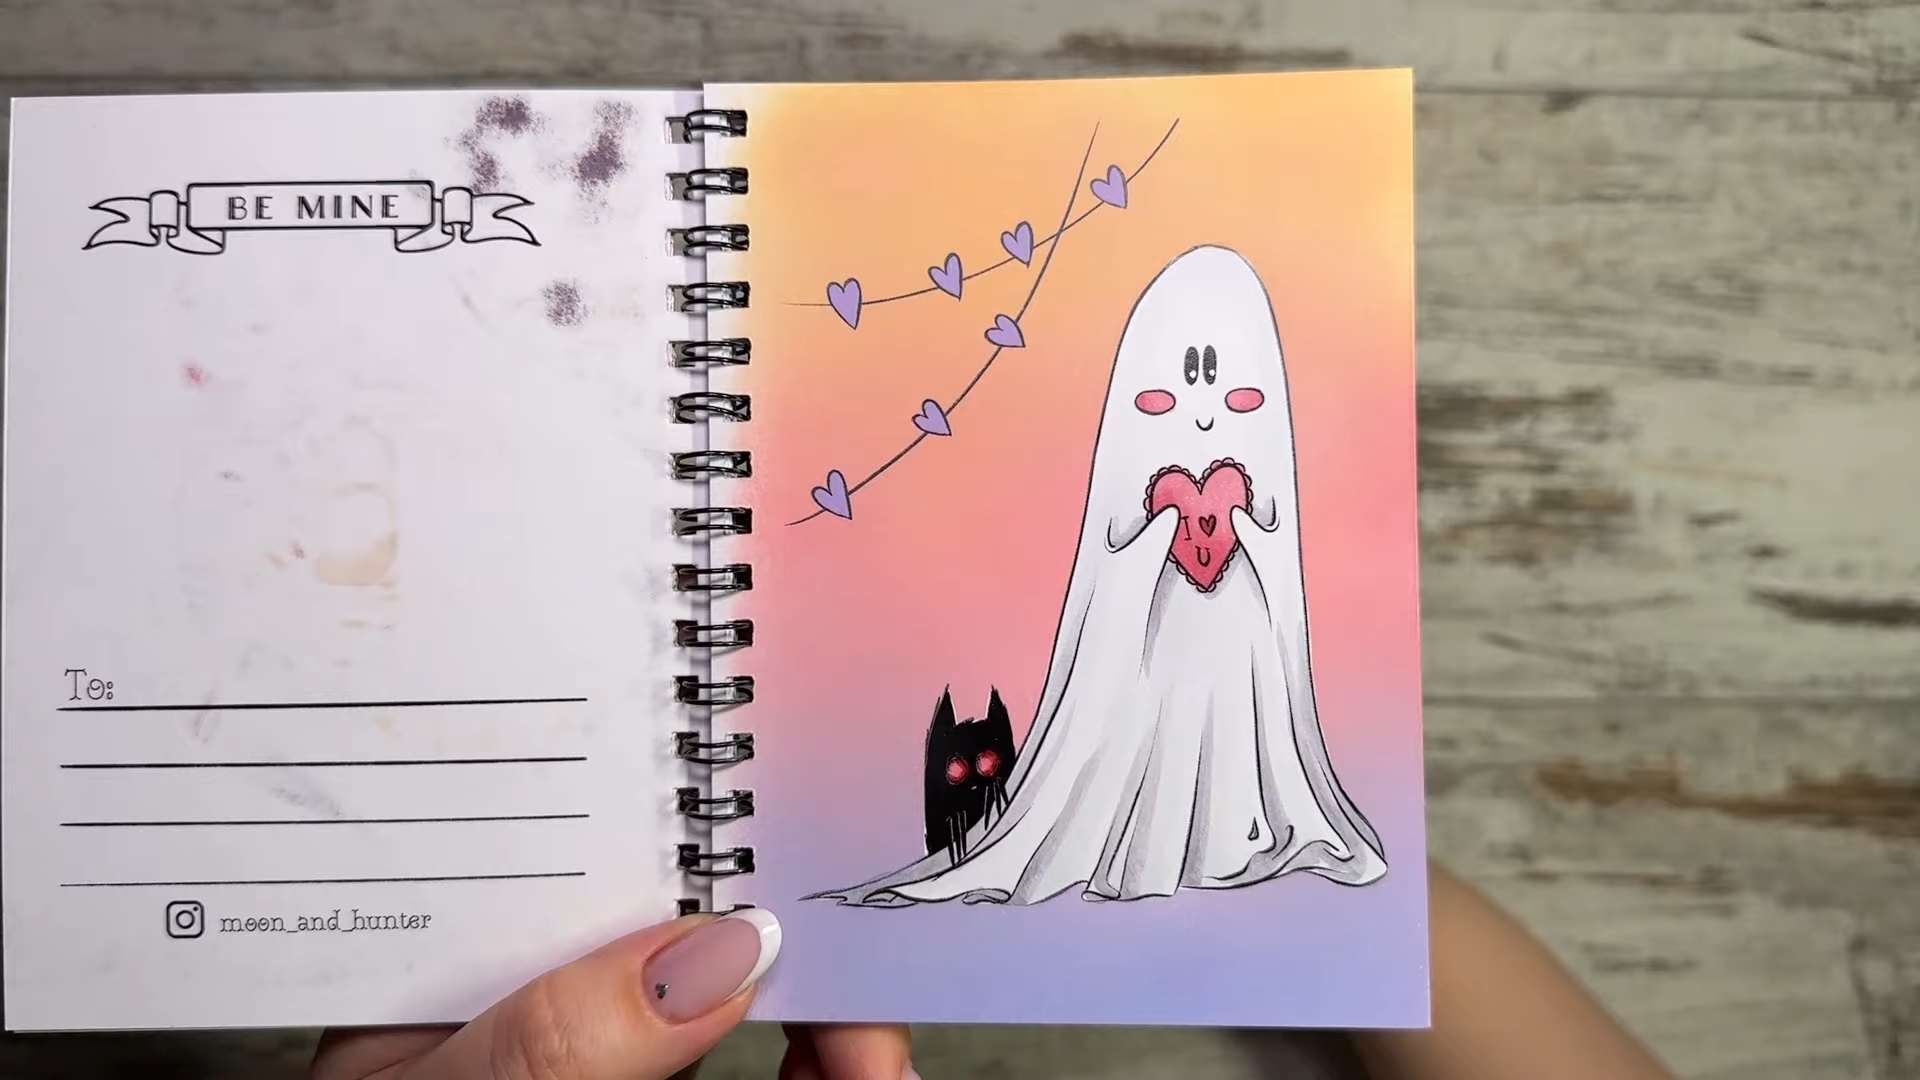 BE MINE
To:
moon_and_hunter
I ♥
U